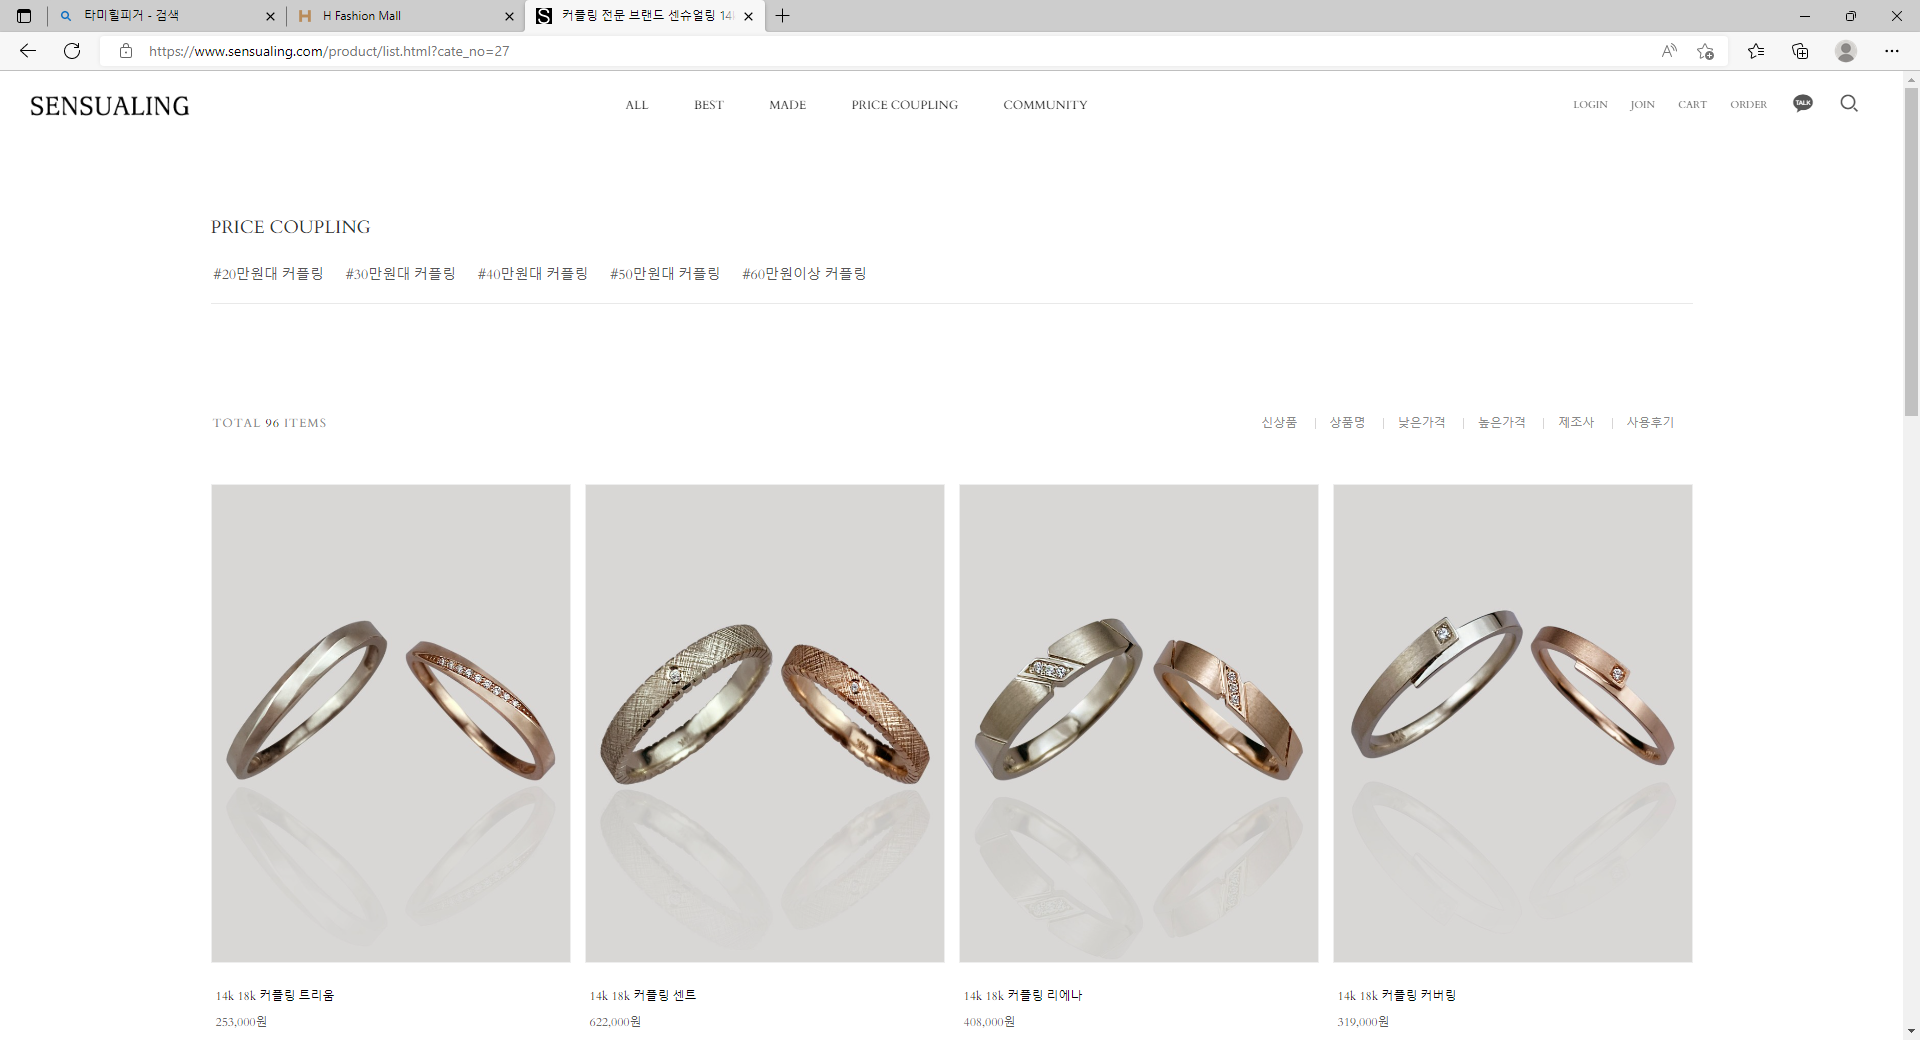 타미힐피거 - 검색
H Fashion Mall
커플링 전문 브랜드 센슈얼링 14
https://www.sensualing.com/product/list.html?cate_no=27
SENSUALING
ALL BEST MADE PRICE COUPLING COMMUNITY
LOGIN JOIN CART ORDER TALK
PRICE COUPLING
#20만원대 커플링 #30만원대 커플링 #40만원대 커플링 #50만원대 커플링 #60만원이상 커플링
TOTAL 96 ITEMS
신상품 | 상품명 | 낮은가격 | 높은가격 | 제조사 | 사용후기
14k 18k 커플링 트리움
253,000원
14k 18k 커플링 센트
622,000원
14k 18k 커플링 리에나
408,000원
14k 18k 커플링 커버링
319,000원